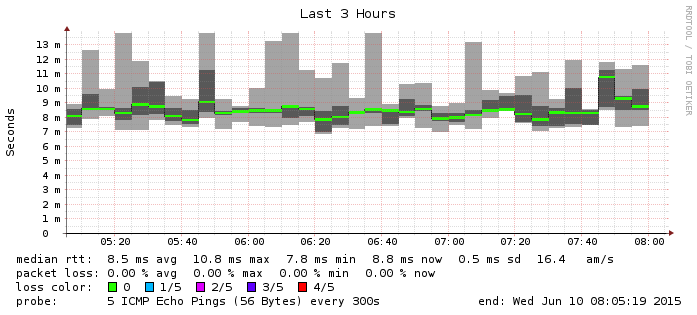 Last 3 Hours
RRDTOOL / TOBI OETIKER
Seconds
13 m
12 m
11 m
10 m
9 m
8 m
7 m
6 m
5 m
4 m
3 m
2 m
1 m
0
05:20 05:40 06:00 06:20 06:40 07:00 07:20 07:40 08:00
median rtt: 8.5 ms avg 10.8 ms max 7.8 ms min 8.8 ms now 0.5 ms sd 16.4 am/s
packet loss: 0.00 % avg 0.00 % max 0.00 % min 0.00 % now
loss color: 0 1/5 2/5 3/5 4/5
probe: 5 ICMP Echo Pings (56 Bytes) every 300s end: Wed Jun 10 08:05:19 2015